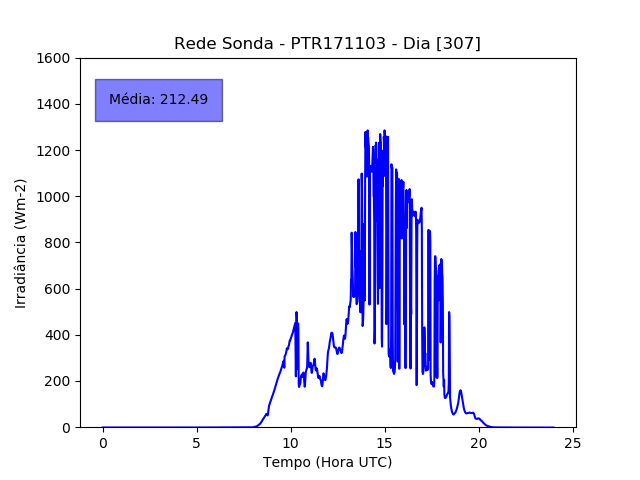 Rede Sonda - PTR171103 - Dia [307]
1600
1400
1200
1000
800
600
400
200
0
Irradiância (Wm-2)
Média: 212.49
0 5 10 15 20 25
Tempo (Hora UTC)